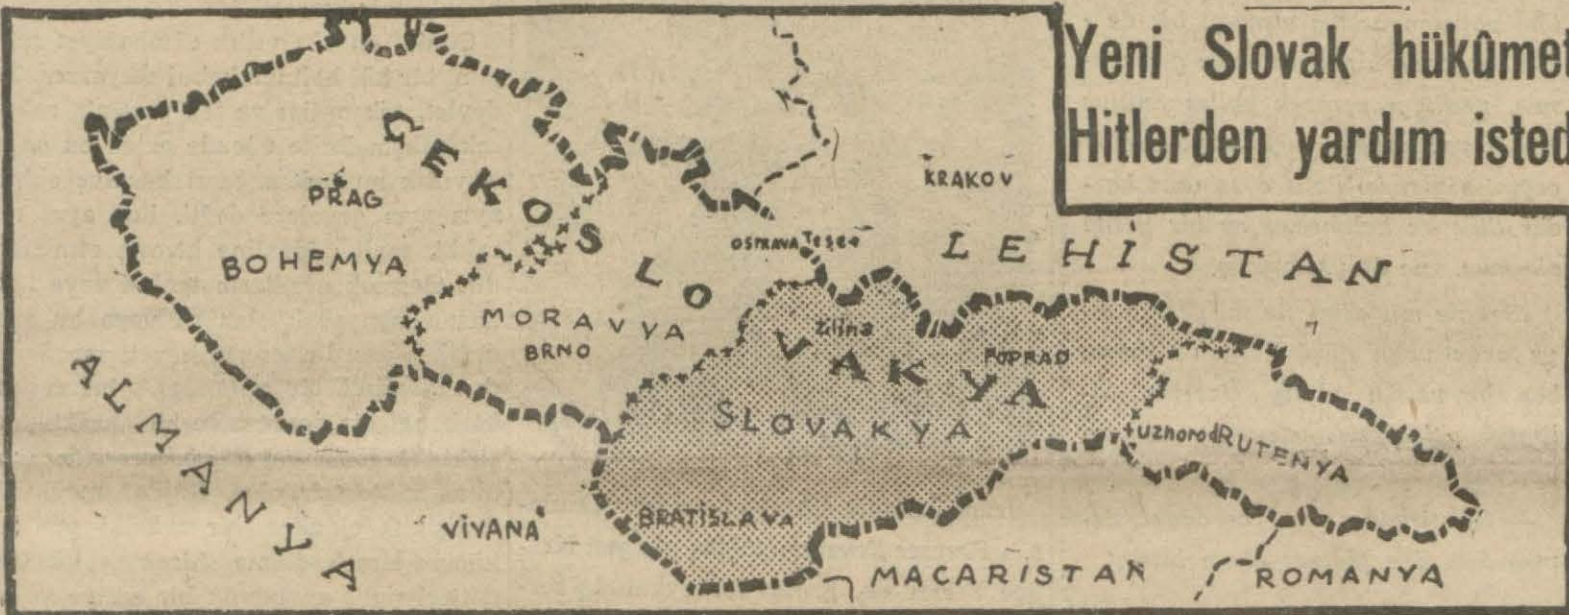 Yeni Slovak hükûmet
Hitlerden yardım isted
ÇEKOSLOVAKYA
PRAG
BOHEMYA
MORAVYA
BRNO
OSTRAVA Teşen
KRAKOV
LEHİSTAN
Zilina
POPRAD
SLOVAKYA
BRATİSLAVA
UZHOROD
RUTENYA
ALMANYA
VİYANA
MACARİSTAN
ROMANYA